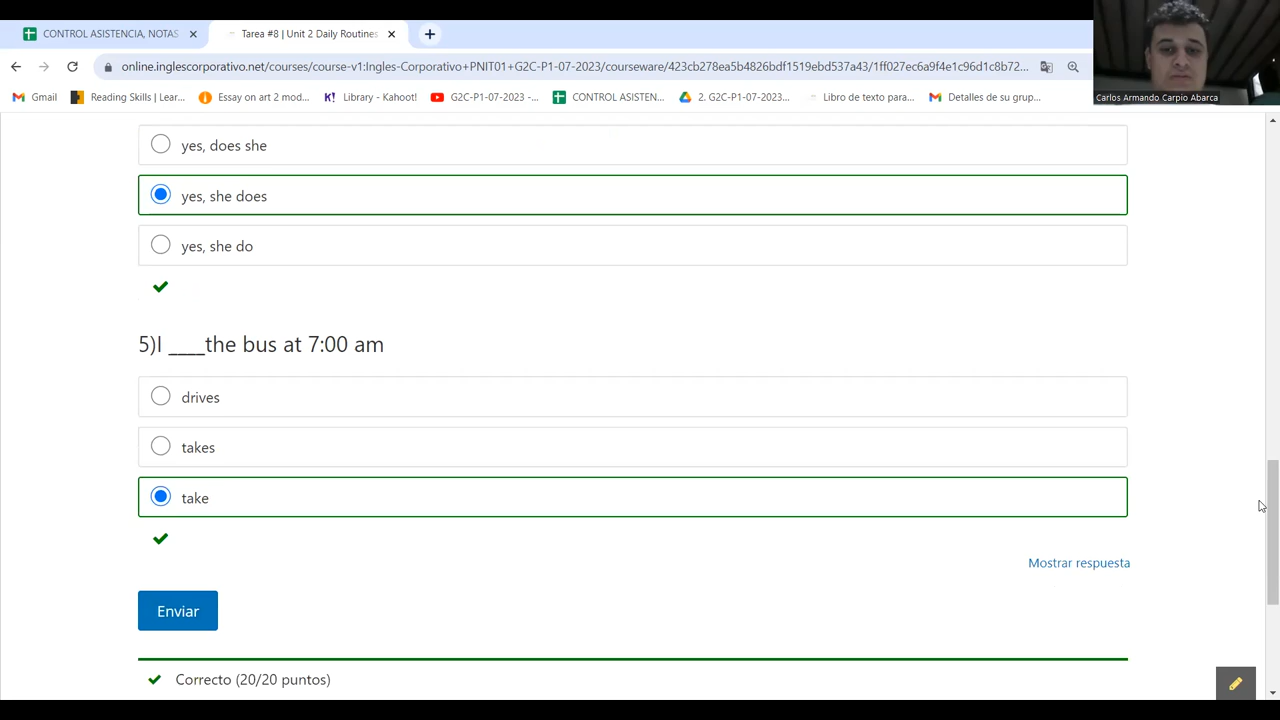 CONTROL ASISTENCIA, NOTAS
Tarea #8 | Unit 2 Daily Routines
online.inglescorporativo.net/courses/course-v1:Ingles-Corporativo+PNIT01+G2C-P1-07-2023/courseware/423cb278ea5b4826bdf1519ebd537a43/1ff027ec6a9f4e1c96d1c8b72...
Gmail
Reading Skills | Lear...
Essay on art 2 mod...
Library - Kahoot!
G2C-P1-07-2023 -...
CONTROL ASISTEN...
2. G2C-P1-07-2023...
Libro de texto para...
Detalles de su grup...
Carlos Armando Carpio Abarca
yes, does she
yes, she does
yes, she do
5)I ____the bus at 7:00 am
drives
takes
take
Mostrar respuesta
Enviar
Correcto (20/20 puntos)